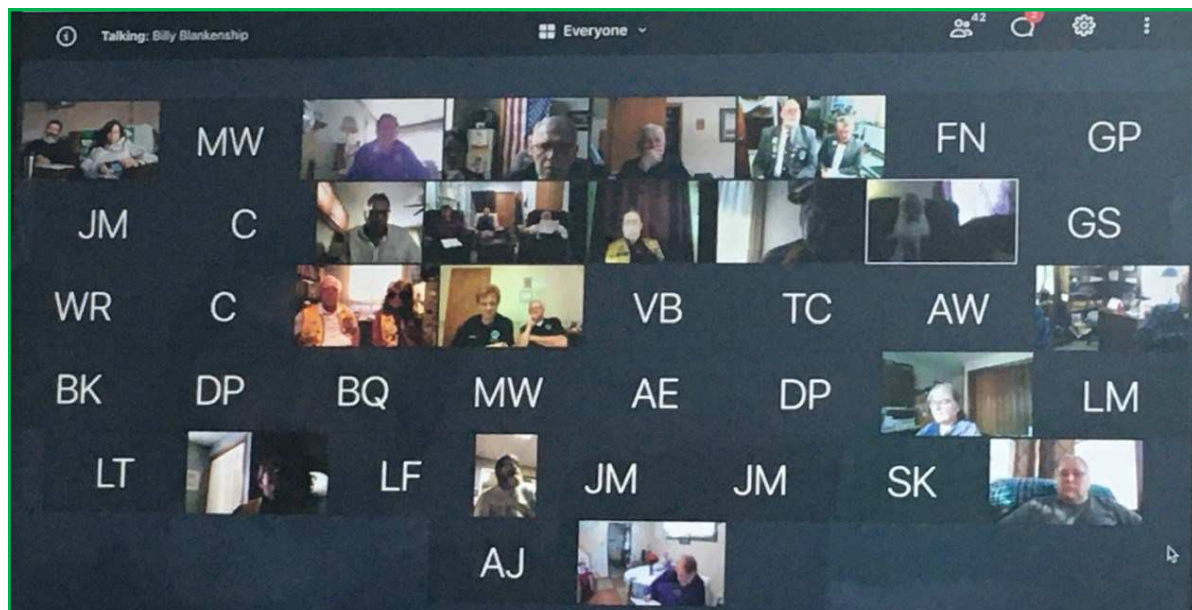 Talking: Billy Blankenship
Everyone
42
MW FN GP
JM C GS
WR C VB TC AW
BK DP BQ MW AE DP LM
LT LF JM JM SK
AJ